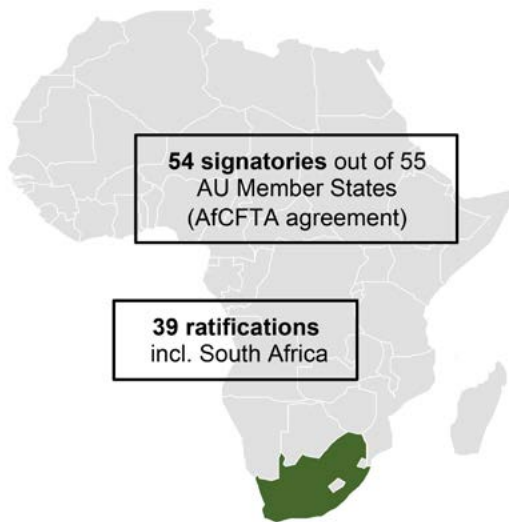 54 signatories out of 55
AU Member States
(AfCFTA agreement)
39 ratifications
incl. South Africa